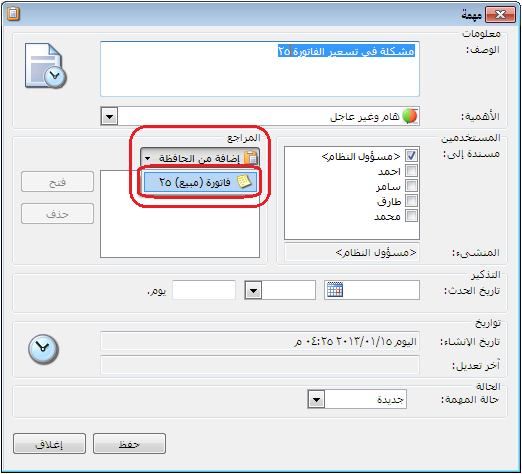 مهمة
معلومات
الوصف:
مشكلة في تسعير الفاتورة ٢٥
الأهمية:
هام وغير عاجل
المستخدمين
مسندة إلى:
<مسؤول النظام>
احمد
سامر
طارق
محمد
المنشىء:
<مسؤول النظام>
المراجع
إضافة من الحافظة
فاتورة (مبيع) ٢٥
فتح
حذف
التذكير
تاريخ الحدث:
يوم.
تواريخ
تاريخ الإنشاء:
اليوم ٢٠١٣/٠١/١٥ ٠٤:٢٥ م
آخر تعديل:
الحالة
حالة المهمة:
جديدة
حفظ
إغلاق